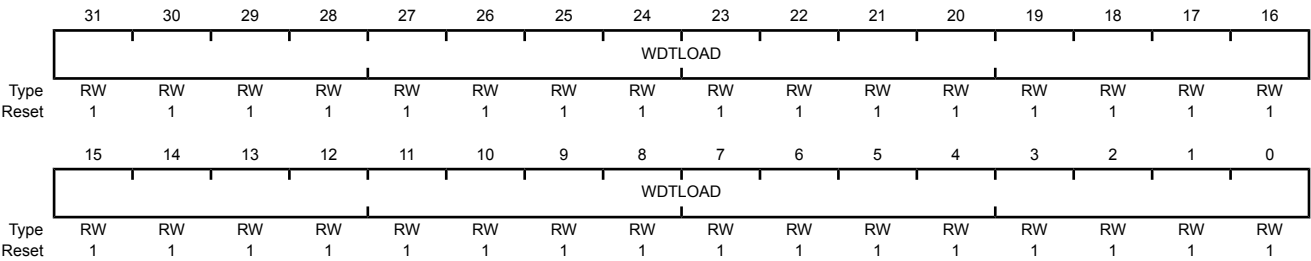 31 30 29 28 27 26 25 24 23 22 21 20 19 18 17 16
WDTLOAD
Type RW RW RW RW RW RW RW RW RW RW RW RW RW RW RW RW
Reset 1 1 1 1 1 1 1 1 1 1 1 1 1 1 1 1
15 14 13 12 11 10 9 8 7 6 5 4 3 2 1 0
WDTLOAD
Type RW RW RW RW RW RW RW RW RW RW RW RW RW RW RW RW
Reset 1 1 1 1 1 1 1 1 1 1 1 1 1 1 1 1